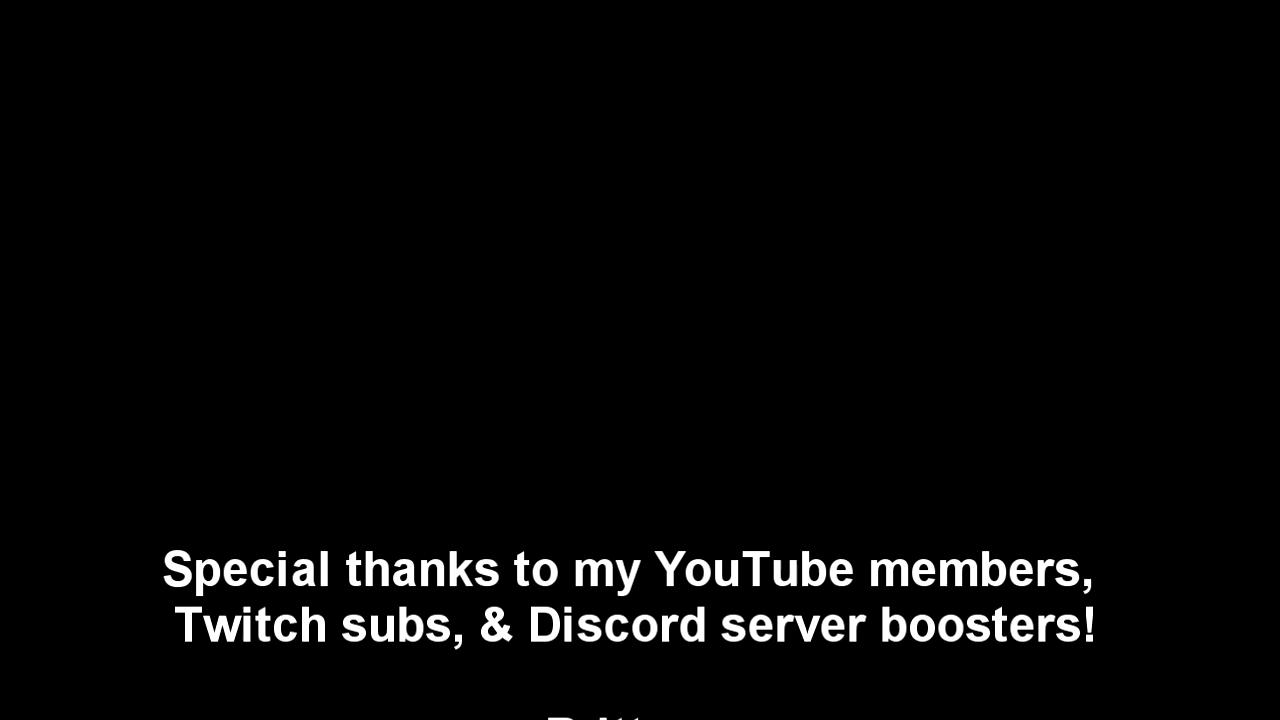 Special thanks to my YouTube members,
Twitch subs, & Discord server boosters!